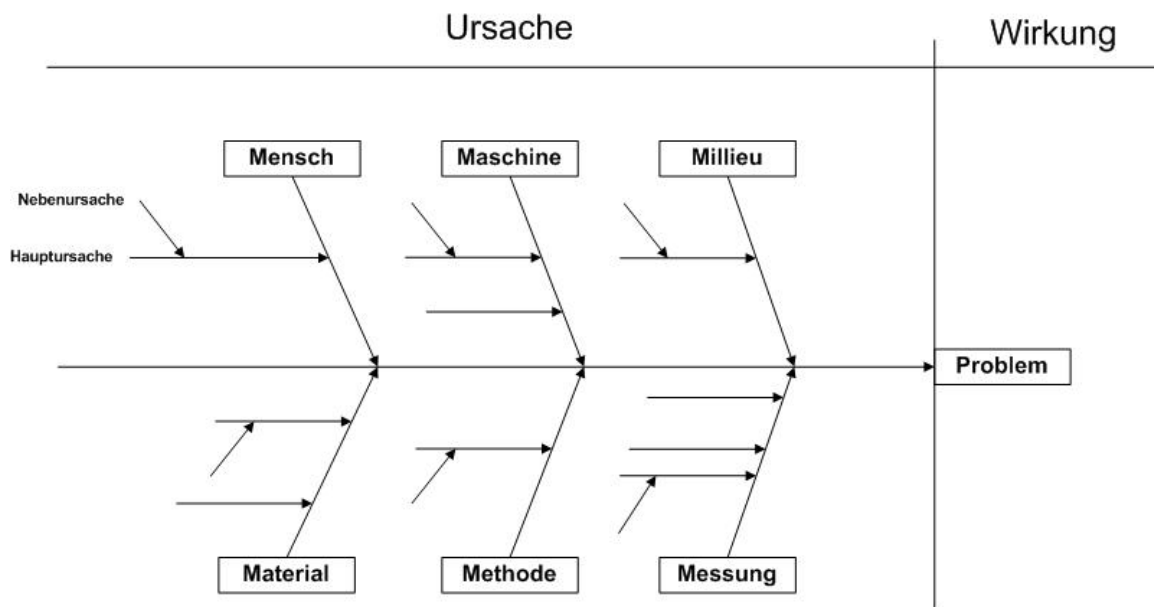 Ursache
Wirkung
Mensch
Maschine
Millieu
Nebenursache
Hauptursache
Problem
Material
Methode
Messung